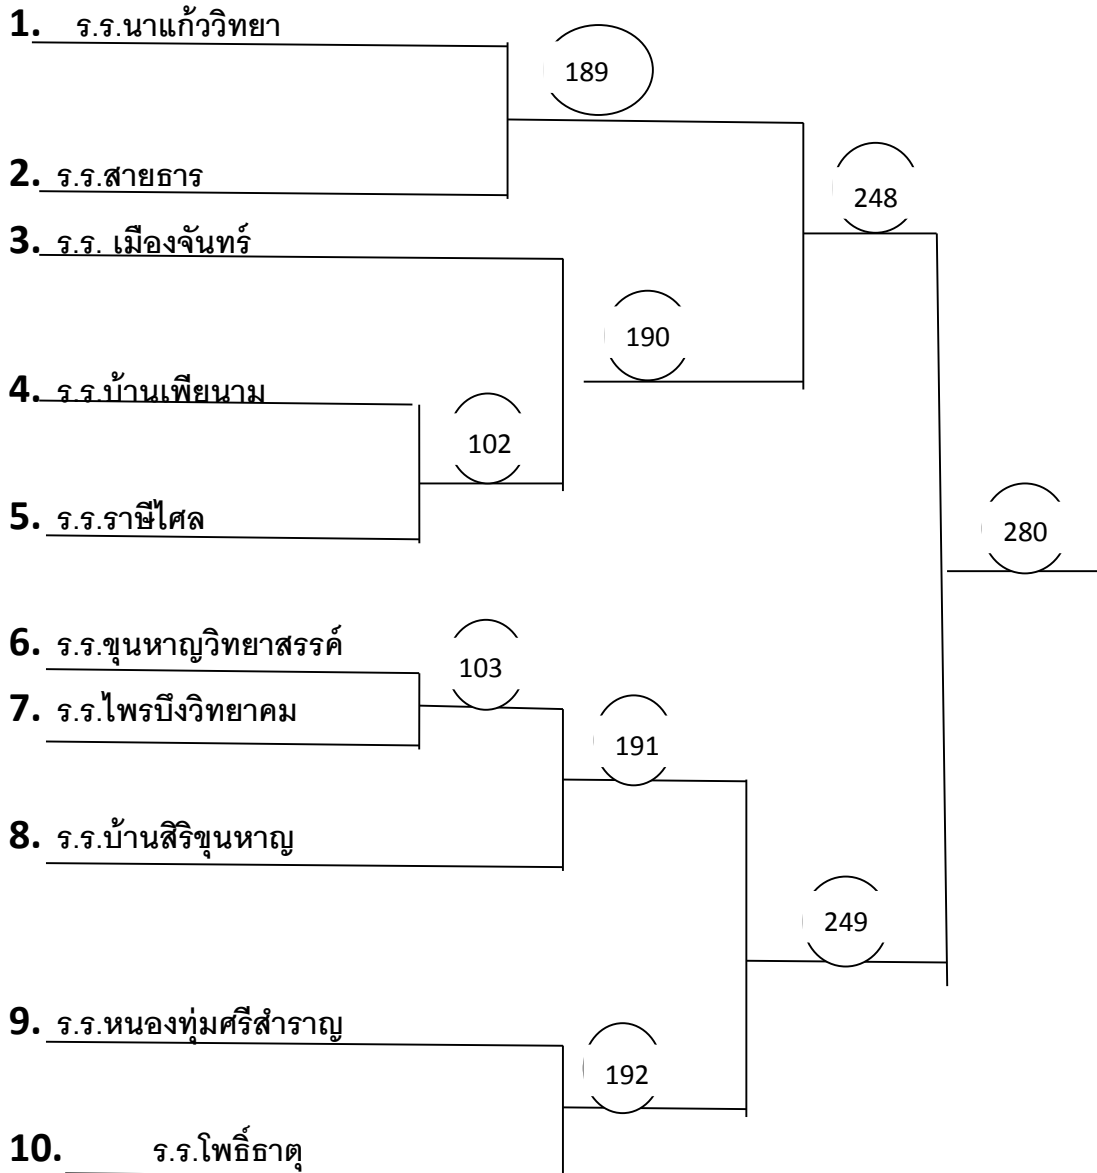 1. ร.ร.นาแก้ววิทยา
189
2. ร.ร.สายธาร
248
3. ร.ร. เมืองจันทร์
190
4. ร.ร.บ้านเพียนาม
102
5. ร.ร.ราษีไศล
280
6. ร.ร.ขุนหาญวิทยาสรรค์
103
7. ร.ร.ไพรบึงวิทยาคม
191
8. ร.ร.บ้านสิริขุนหาญ
249
9. ร.ร.หนองทุ่มศรีสำราญ
192
10. ร.ร.โพธิ์ธาตุ